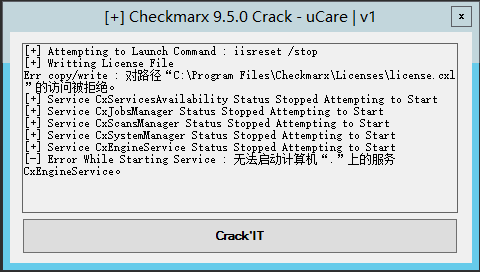 [+] Checkmarx 9.5.0 Crack - uCare | v1
x
[+] Attempting to Launch Command : iisreset /stop
[+] Writting License File
Err copy/write : 对路径“C:\Program Files\Checkmarx\Licenses\license.cxl
”的访问被拒绝。
[+] Service CxServicesAvailability Status Stopped Attempting to Start
[+] Service CxJobsManager Status Stopped Attempting to Start
[+] Service CxScansManager Status Stopped Attempting to Start
[+] Service CxSystemManager Status Stopped Attempting to Start
[+] Service CxEngineService Status Stopped Attempting to Start
[-] Error While Starting Service : 无法启动计算机“.”上的服务
CxEngineService。
Crack'IT